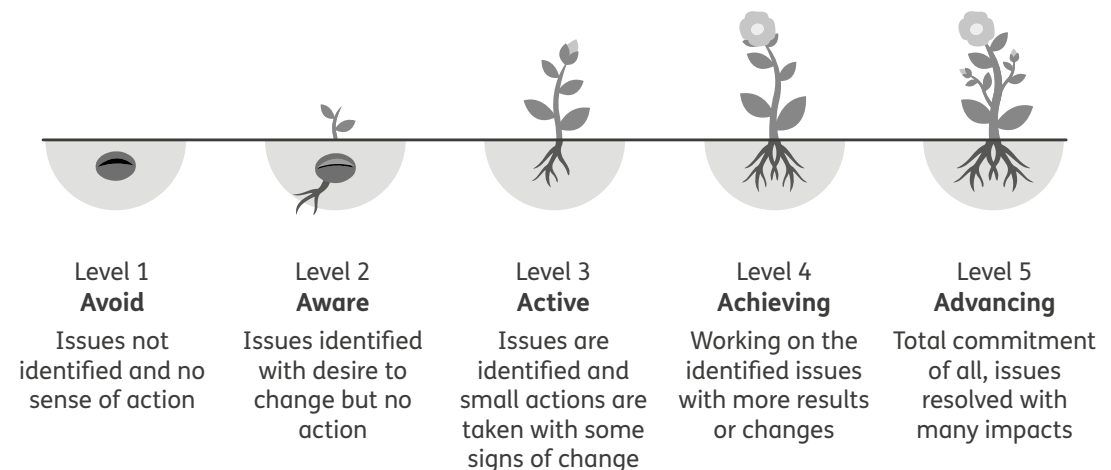 Level 1
Avoid
Issues not
identified and no
sense of action
Level 2
Aware
Issues identified
with desire to
change but no
action
Level 3
Active
Issues are
identified and
small actions are
taken with some
signs of change
Level 4
Achieving
Working on the
identified issues
with more results
or changes
Level 5
Advancing
Total commitment
of all, issues
resolved with
many impacts